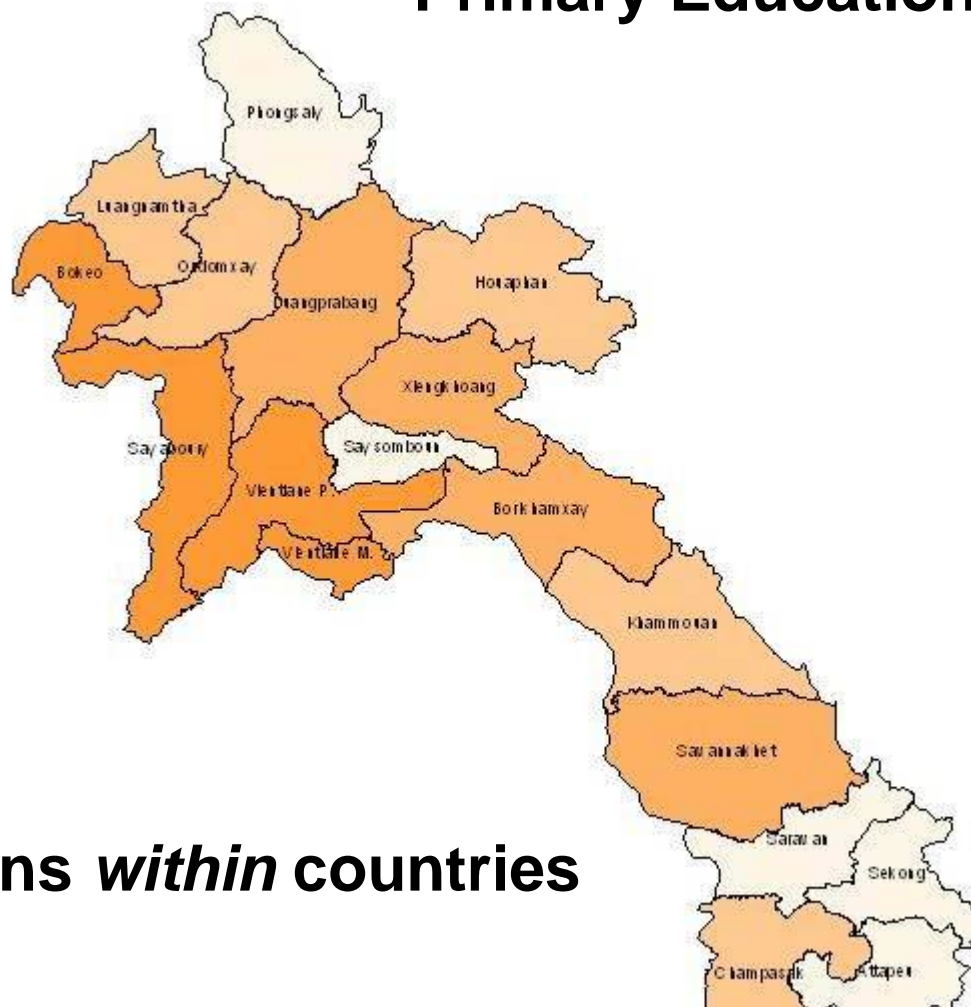 Primary Education
Phongsaly
Luangnamtha
Bokeo
Oudomxay
Luangprabang
Houaphan
Xiengkhoang
Sayaboury
Saysomboun
Vientiane P.
Borkhamxay
Vientiane M.
Khammouan
Savannakhet
Saravan
ns within countries
Sekong
Champasak
Attapeu